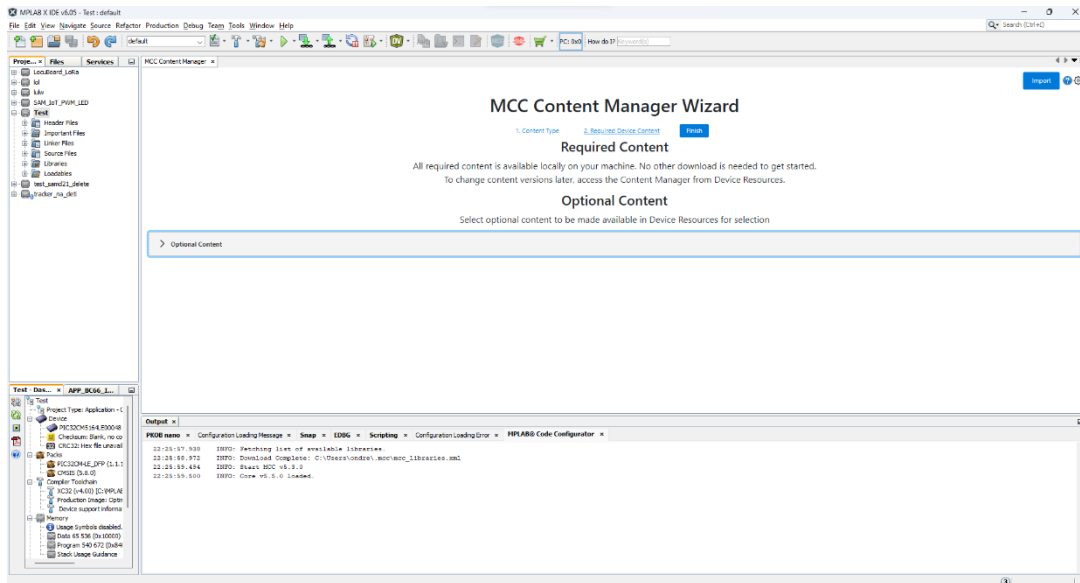 MPLAB X IDE v6.05 - Test : default
File Edit View Navigate Source Refactor Production Debug Team Tools Window Help
Search (Ctrl+I)
default
PC: 0x0
How do I?
Keyword(s)
Proje...
Files
Services
MCC Content Manager
LocuBoard_LoRa
lol
SAM_IoT_PWM_LED
Test
Header Files
Important Files
Linker Files
Source Files
Libraries
Loadables
test_samd21_delete
tracker_na_deti
Import
MCC Content Manager Wizard
1. Content Type
2. Required Device Content
Finish
Required Content
All required content is available locally on your machine. No other download is needed to get started.
To change content versions later, access the Content Manager from Device Resources.
Optional Content
Select optional content to be made available in Device Resources for selection
Optional Content
Test - Das...
APP_BC66_I...
Test
Project Type: Application - C
Device
PIC32CM5164LE00048
Checksum: Blank, no co
CRC32: Hex file unavail
Packs
PIC32CM-LE_DFP (1.1.1
CMSIS (5.8.0)
Compiler Toolchain
XC32 (v4.00) [C:\MPLAB
Production Image: Optim
Device support informa
Memory
Usage Symbols disabled.
Data 65 536 (0x10000)
Program 540 672 (0x840
Stack Usage Guidance
Output
PKOB nano
Configuration Loading Message
Snap
EDBG
Scripting
Configuration Loading Error
MPLAB® Code Configurator
22:25:57.938 INFO: Fetching list of available libraries.
22:25:58.972 INFO: Download Complete: C:\Users\ondre\.mcc\mcc_libraries.xml
22:25:59.494 INFO: Start MCC v5.3.0
22:25:59.500 INFO: Core v5.5.0 loaded.
3